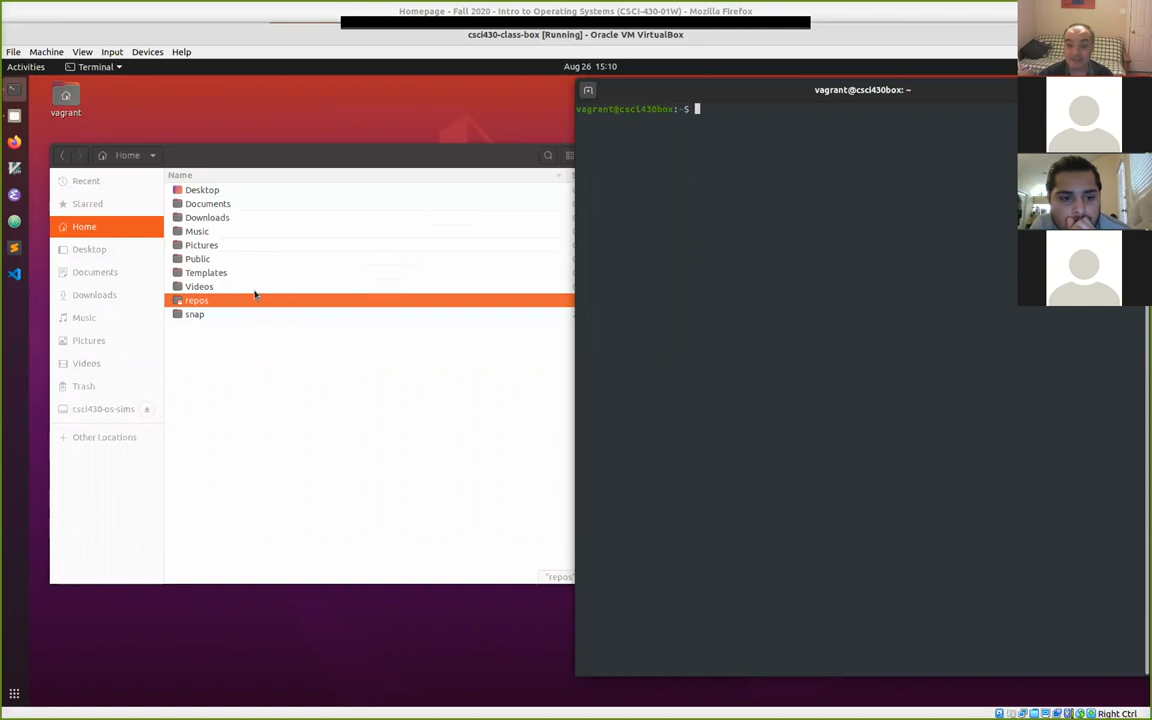 Homepage - Fall 2020 - Intro to Operating Systems (CSCI-430-01W) - Mozilla Firefox
csci430-class-box [Running] - Oracle VM VirtualBox
File Machine View Input Devices Help
Activities Terminal Aug 26 15:10
vagrant
vagrant@csci430box: ~
vagrant@csci430box:~$
Home
Name
Recent
Starred
Home
Desktop
Documents
Downloads
Music
Pictures
Videos
Trash
csci430-os-sims
Other Locations
Desktop
Documents
Downloads
Music
Pictures
Public
Templates
Videos
repos
snap
"repos"
Right Ctrl